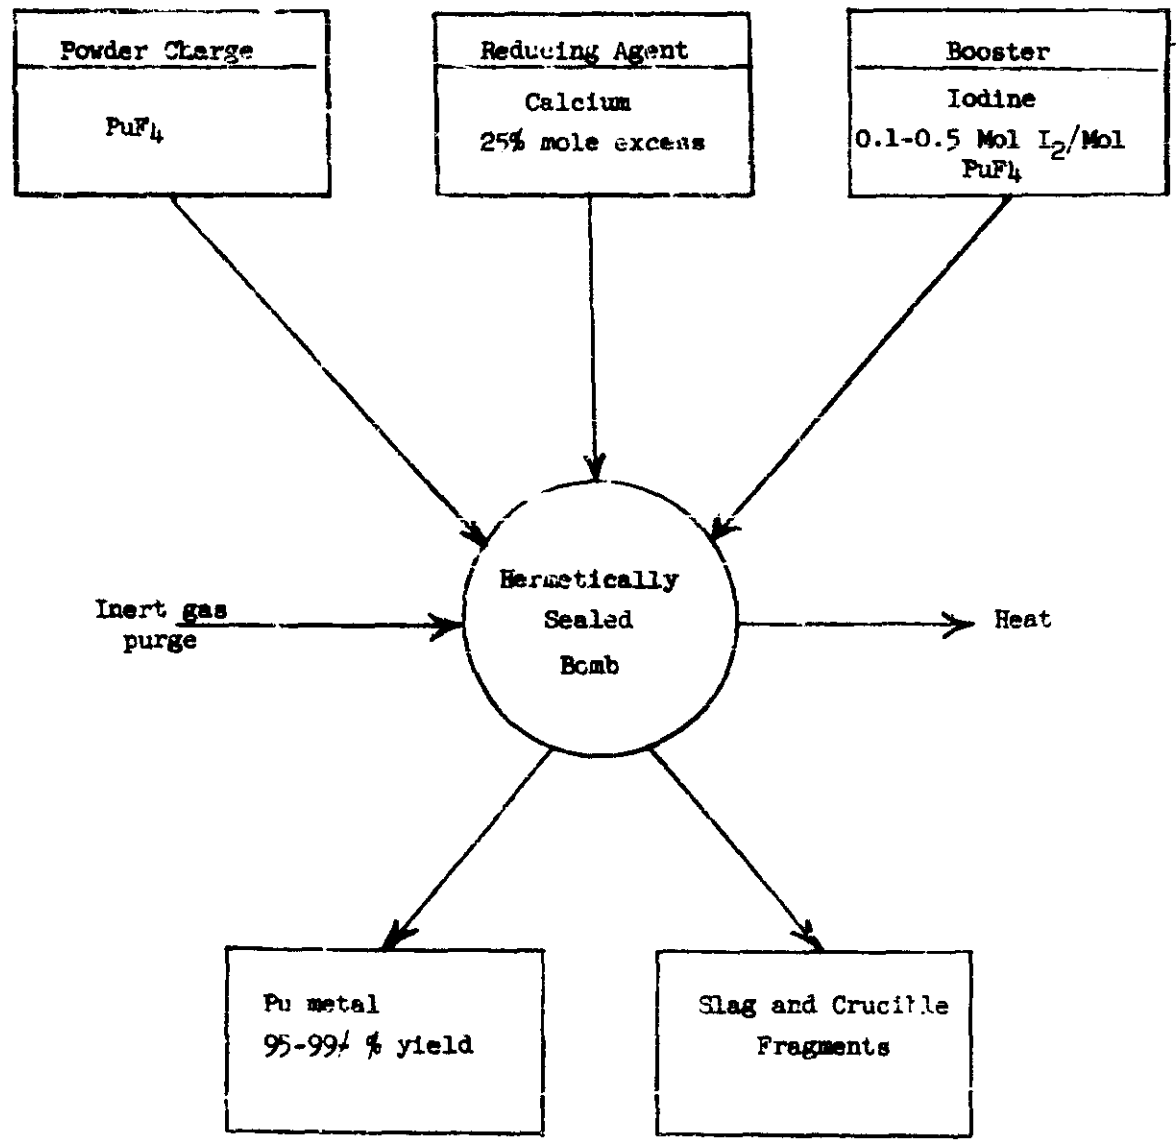 Powder Charge
PuF4
Reducing Agent
Calcium
25% mole excess
Booster
Iodine
0.1-0.5 Mol I2/Mol
PuF4
Inert gas
purge
Hermetically
Sealed
Bomb
Heat
Pu metal
95-99 % yield
Slag and Crucible
Fragments